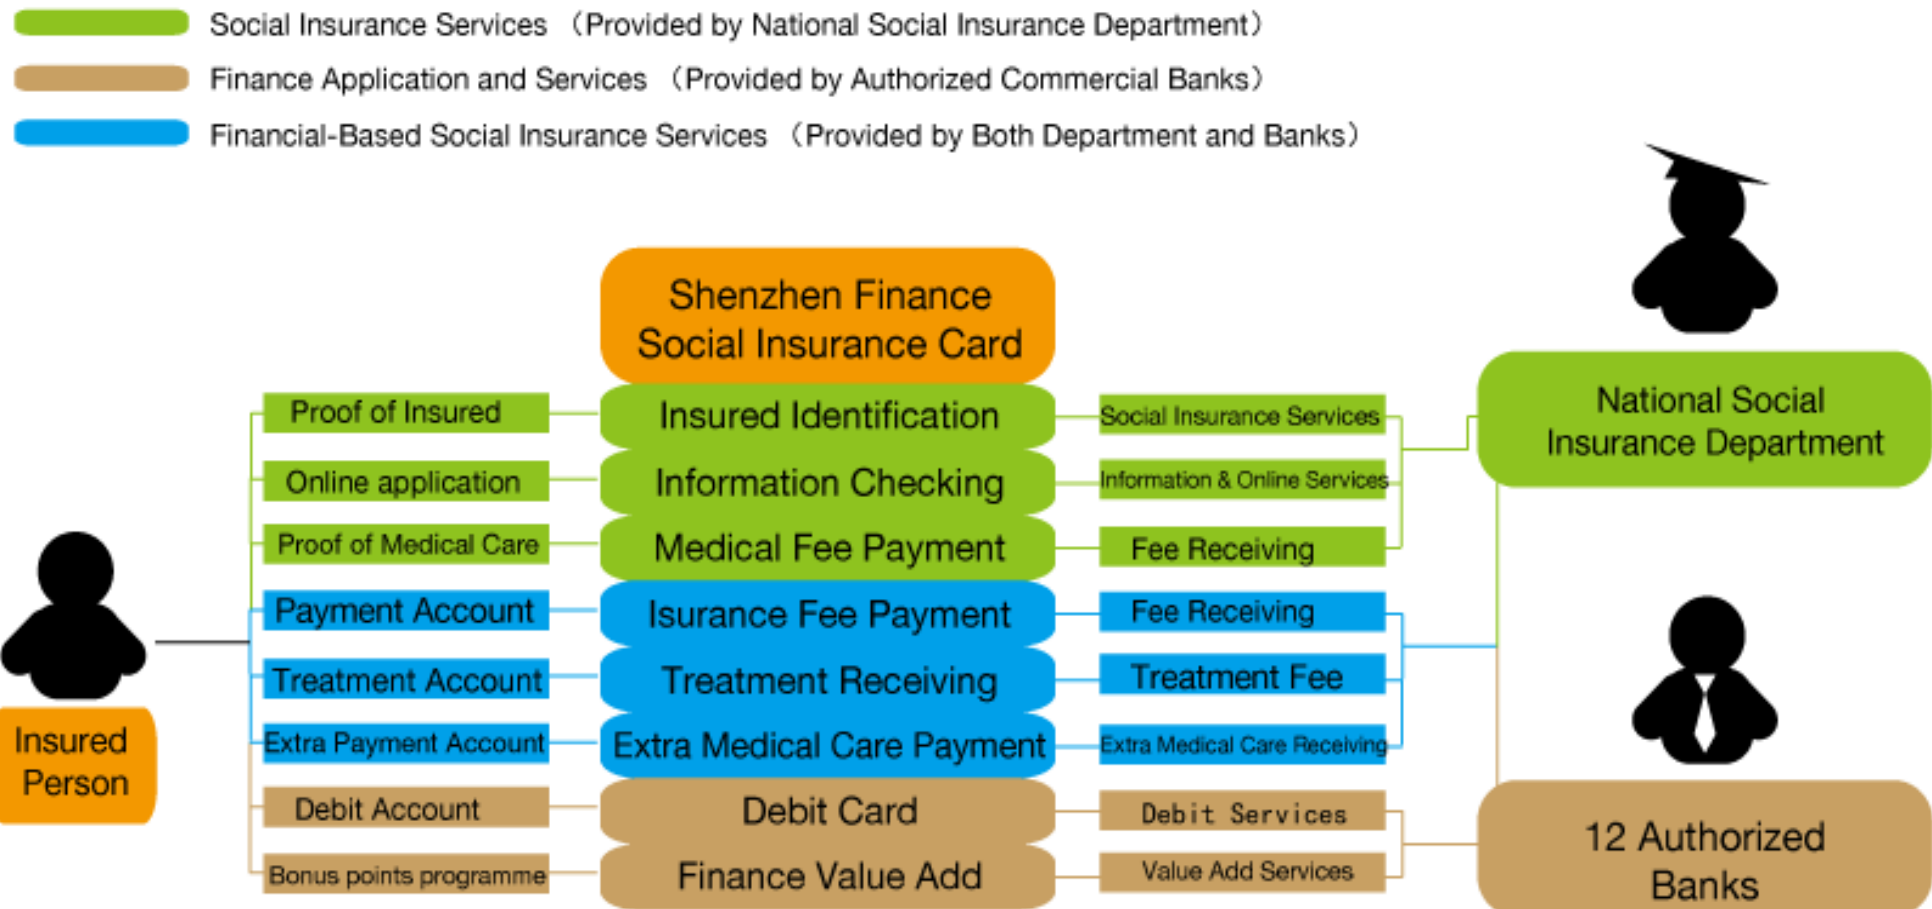 Social Insurance Services （Provided by National Social Insurance Department）
Finance Application and Services （Provided by Authorized Commercial Banks）
Financial-Based Social Insurance Services （Provided by Both Department and Banks）
Shenzhen Finance
Social Insurance Card
Proof of Insured
Insured Identification
Social Insurance Services
National Social
Insurance Department
Online application
Information Checking
Information & Online Services
Proof of Medical Care
Medical Fee Payment
Fee Receiving
Payment Account
Isurance Fee Payment
Fee Receiving
Treatment Account
Treatment Receiving
Treatment Fee
Insured
Person
Extra Payment Account
Extra Medical Care Payment
Extra Medical Care Receiving
Debit Account
Debit Card
Debit Services
12 Authorized
Banks
Bonus points programme
Finance Value Add
Value Add Services